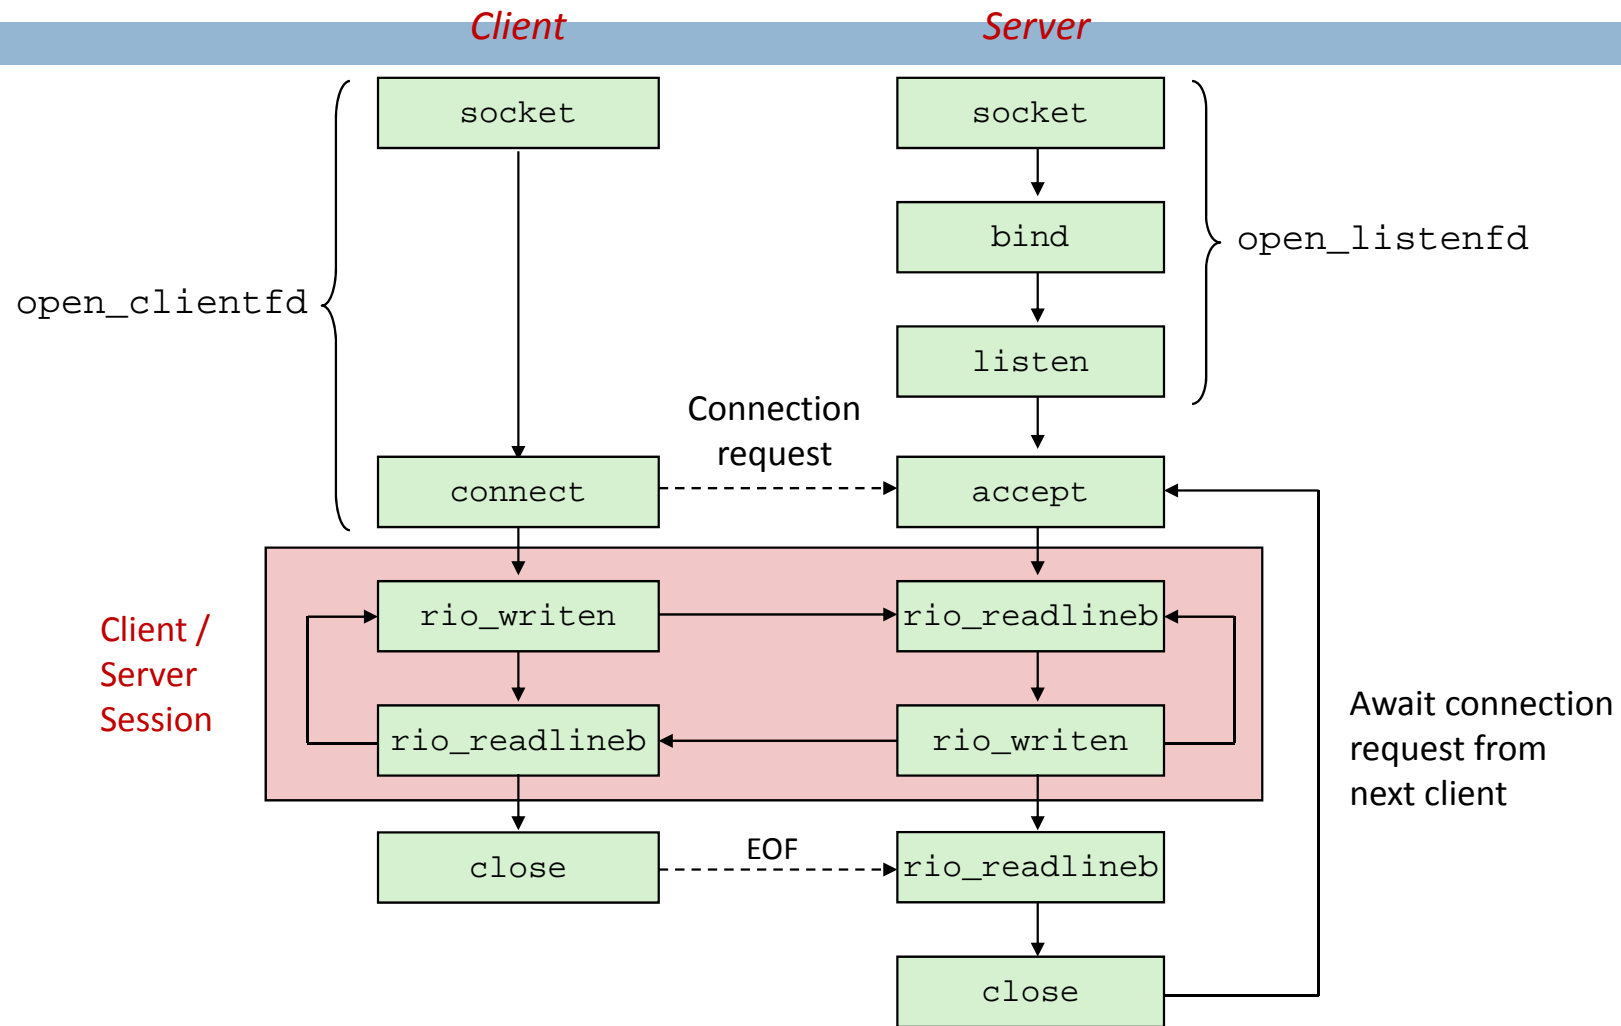 Client
Server
socket
socket
bind
open_listenfd
open_clientfd
listen
Connection
request
connect
accept
rio_writen
rio_readlineb
Client /
Server
Session
rio_readlineb
rio_writen
Await connection
request from
next client
close
EOF
rio_readlineb
close